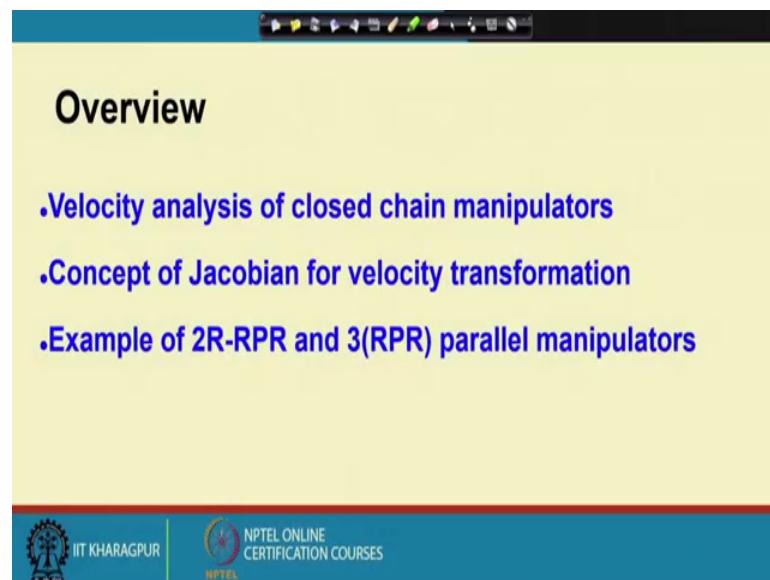 Overview
•Velocity analysis of closed chain manipulators
•Concept of Jacobian for velocity transformation
•Example of 2R-RPR and 3(RPR) parallel manipulators
IIT KHARAGPUR
NPTEL ONLINE
CERTIFICATION COURSES
NPTEL